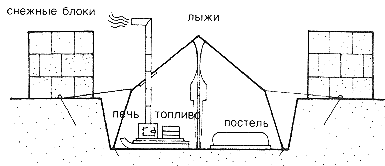 снежные блоки
лыжи
печь топливо
постель